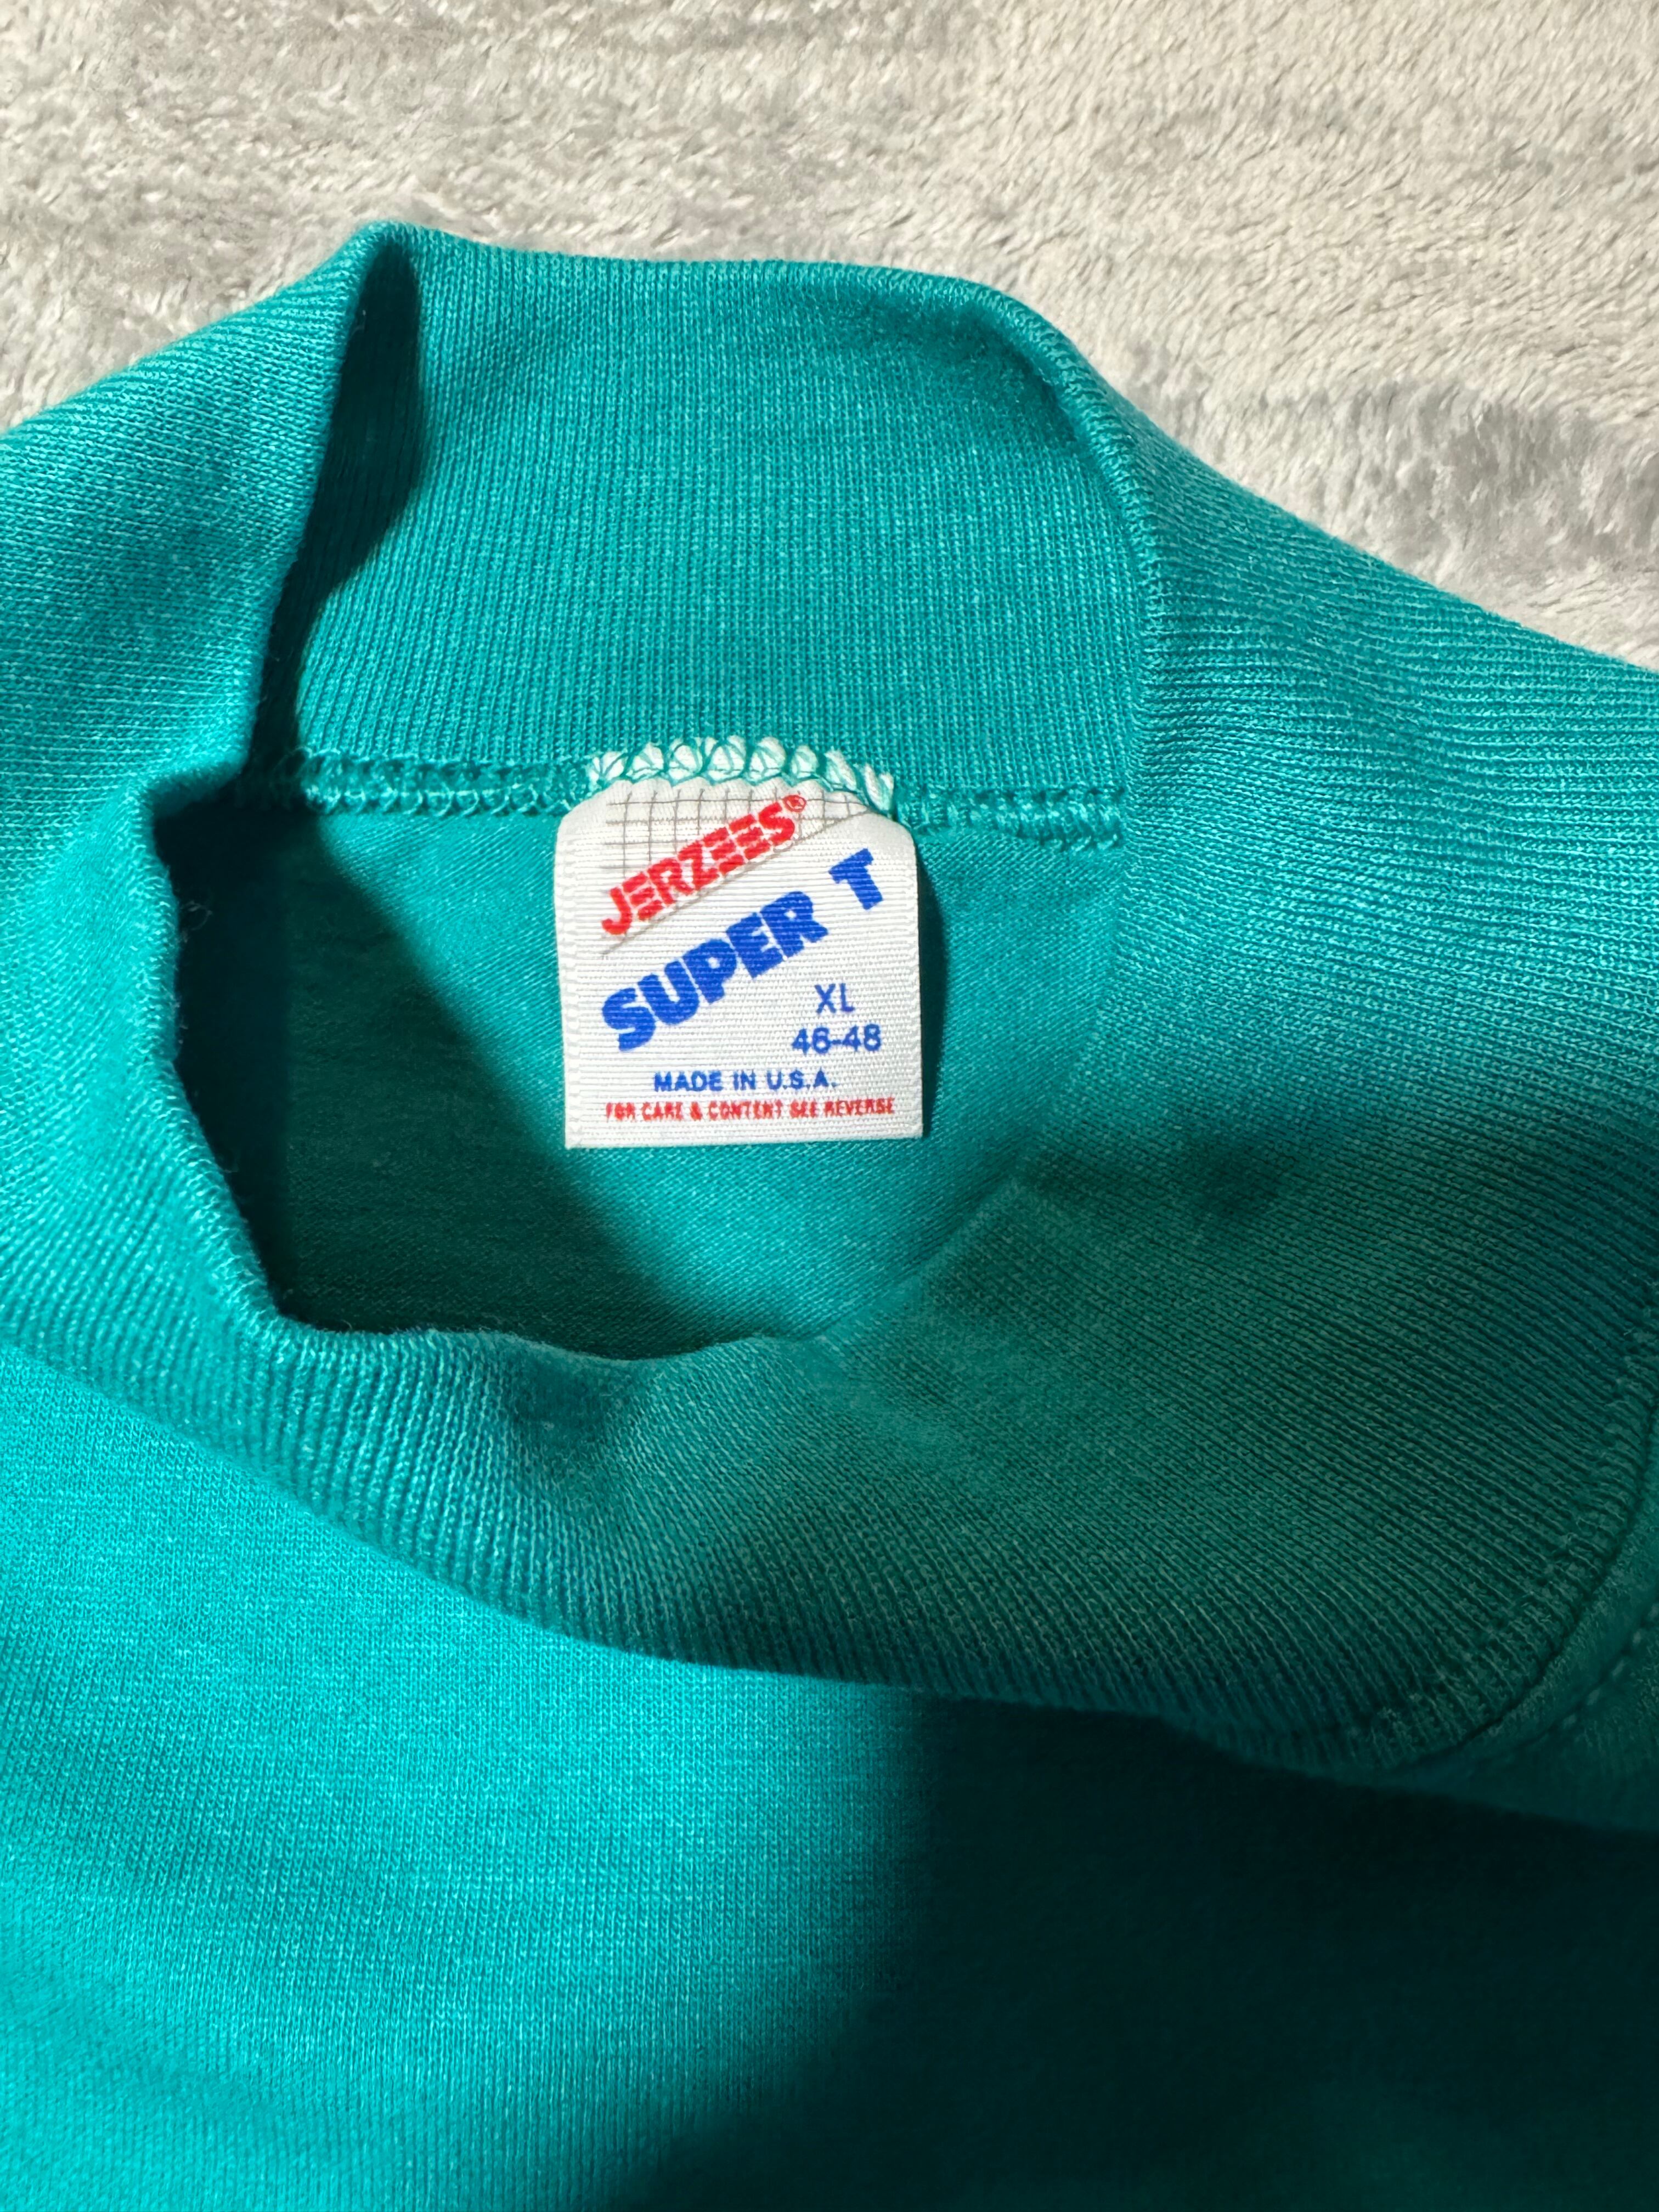 JERZEES®
SUPER T
XL
46-48
MADE IN U.S.A.
FOR CARE & CONTENT SEE REVERSE